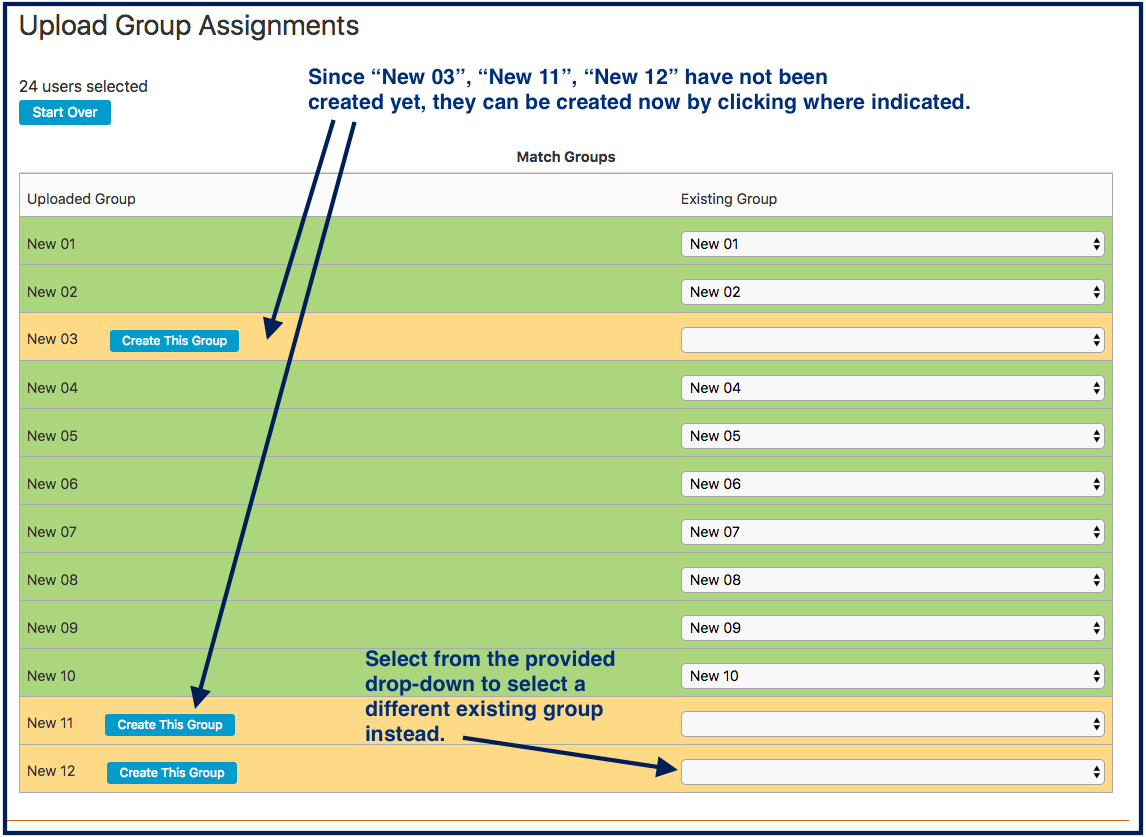 Upload Group Assignments
24 users selected
Start Over
Since “New 03”, “New 11”, “New 12” have not been
created yet, they can be created now by clicking where indicated.
Match Groups
Uploaded Group Existing Group
New 01 New 01
New 02 New 02
New 03 Create This Group
New 04 New 04
New 05 New 05
New 06 New 06
New 07 New 07
New 08 New 08
New 09 New 09
New 10 New 10
Select from the provided
drop-down to select a
different existing group
instead.
New 11 Create This Group
New 12 Create This Group